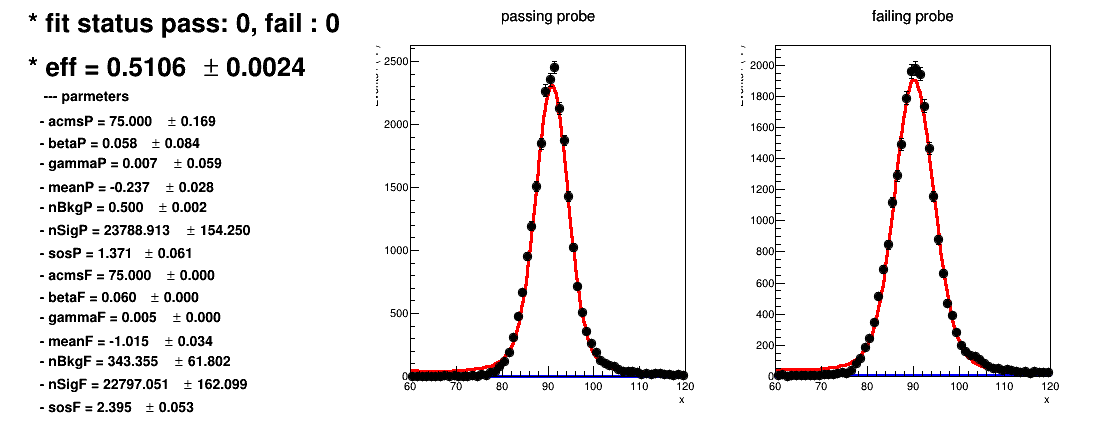 * fit status pass: 0, fail : 0
* eff = 0.5106 ± 0.0024
--- parmeters
- acmsP = 75.000 ± 0.169
- betaP = 0.058 ± 0.084
- gammaP = 0.007 ± 0.059
- meanP = -0.237 ± 0.028
- nBkgP = 0.500 ± 0.002
- nSigP = 23788.913 ± 154.250
- sosP = 1.371 ± 0.061
- acmsF = 75.000 ± 0.000
- betaF = 0.060 ± 0.000
- gammaF = 0.005 ± 0.000
- meanF = -1.015 ± 0.034
- nBkgF = 343.355 ± 61.802
- nSigF = 22797.051 ± 162.099
- sosF = 2.395 ± 0.053
passing probe
2500
2000
1500
1000
500
0
60 70 80 90 100 110 120
x
failing probe
2000
1800
1600
1400
1200
1000
800
600
400
200
0
60 70 80 90 100 110 120
x